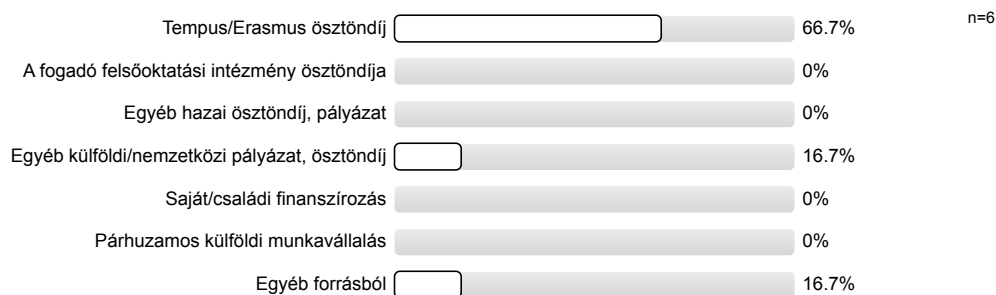 Tempus/Erasmus ösztöndíj 66.7% n=6
A fogadó felsőoktatási intézmény ösztöndíja 0%
Egyéb hazai ösztöndíj, pályázat 0%
Egyéb külföldi/nemzetközi pályázat, ösztöndíj 16.7%
Saját/családi finanszírozás 0%
Párhuzamos külföldi munkavállalás 0%
Egyéb forrásból 16.7%